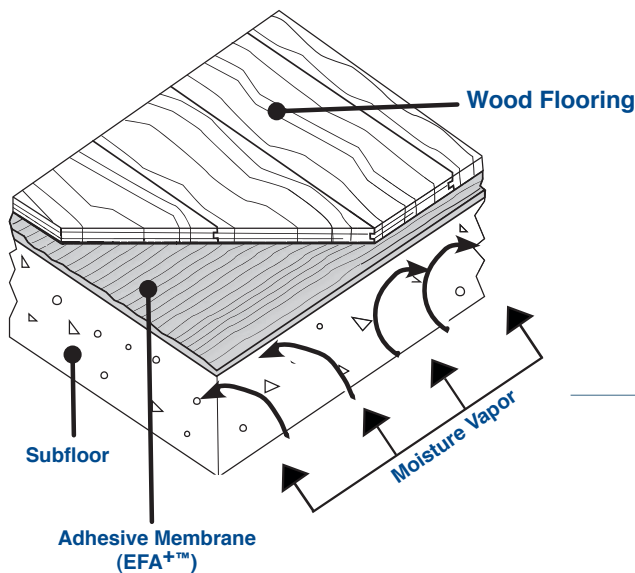 Wood Flooring
Moisture Vapor
Subfloor
Adhesive Membrane
(EFA+™)